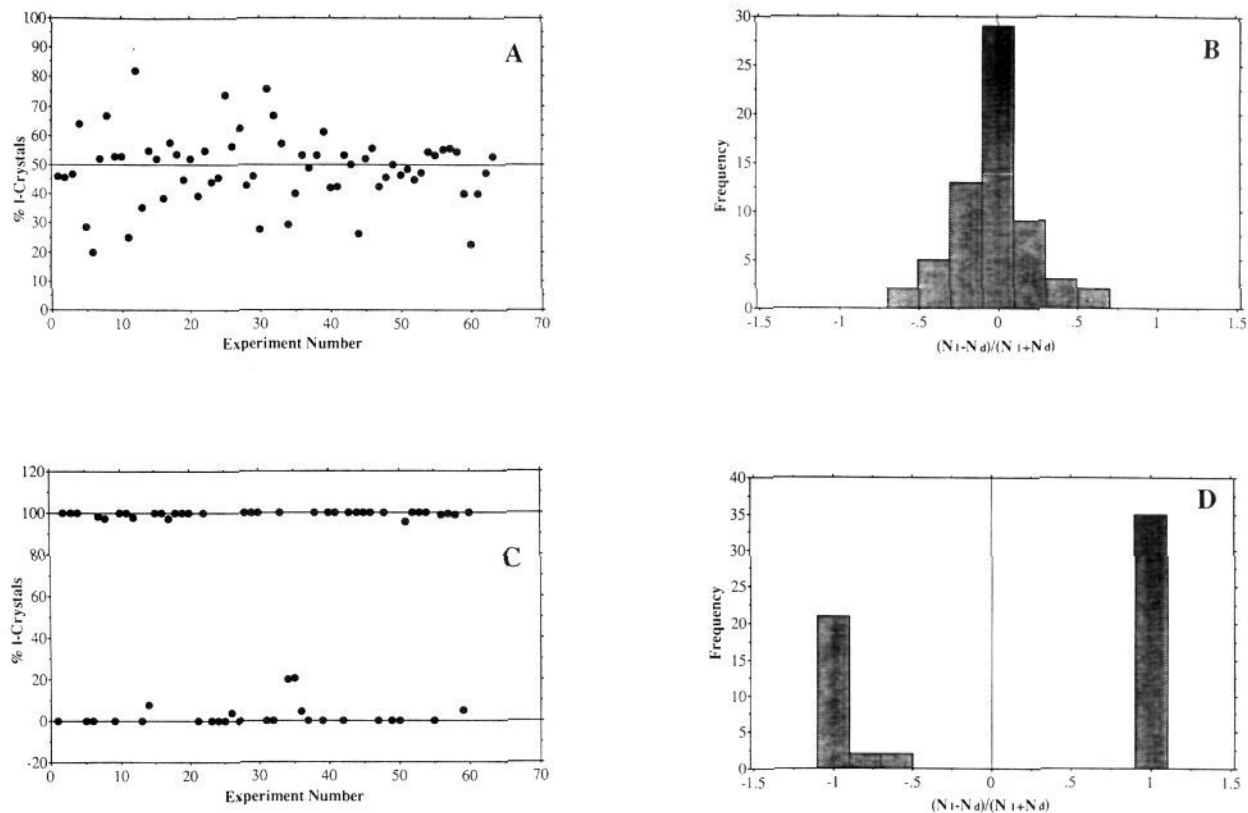 A
% l-Crystals
100
90
80
70
60
50
40
30
20
10
0
0 10 20 30 40 50 60 70
Experiment Number
B
Frequency
30
25
20
15
10
5
0
-1.5 -1 -.5 0 .5 1 1.5
(N l-N d)/(N l+N d)
C
% l-Crystals
120
100
80
60
40
20
0
-20
0 10 20 30 40 50 60 70
Experiment Number
D
Frequency
40
35
30
25
20
15
10
5
0
-1.5 -1 -.5 0 .5 1 1.5
(N l-N d)/(N l+N d)